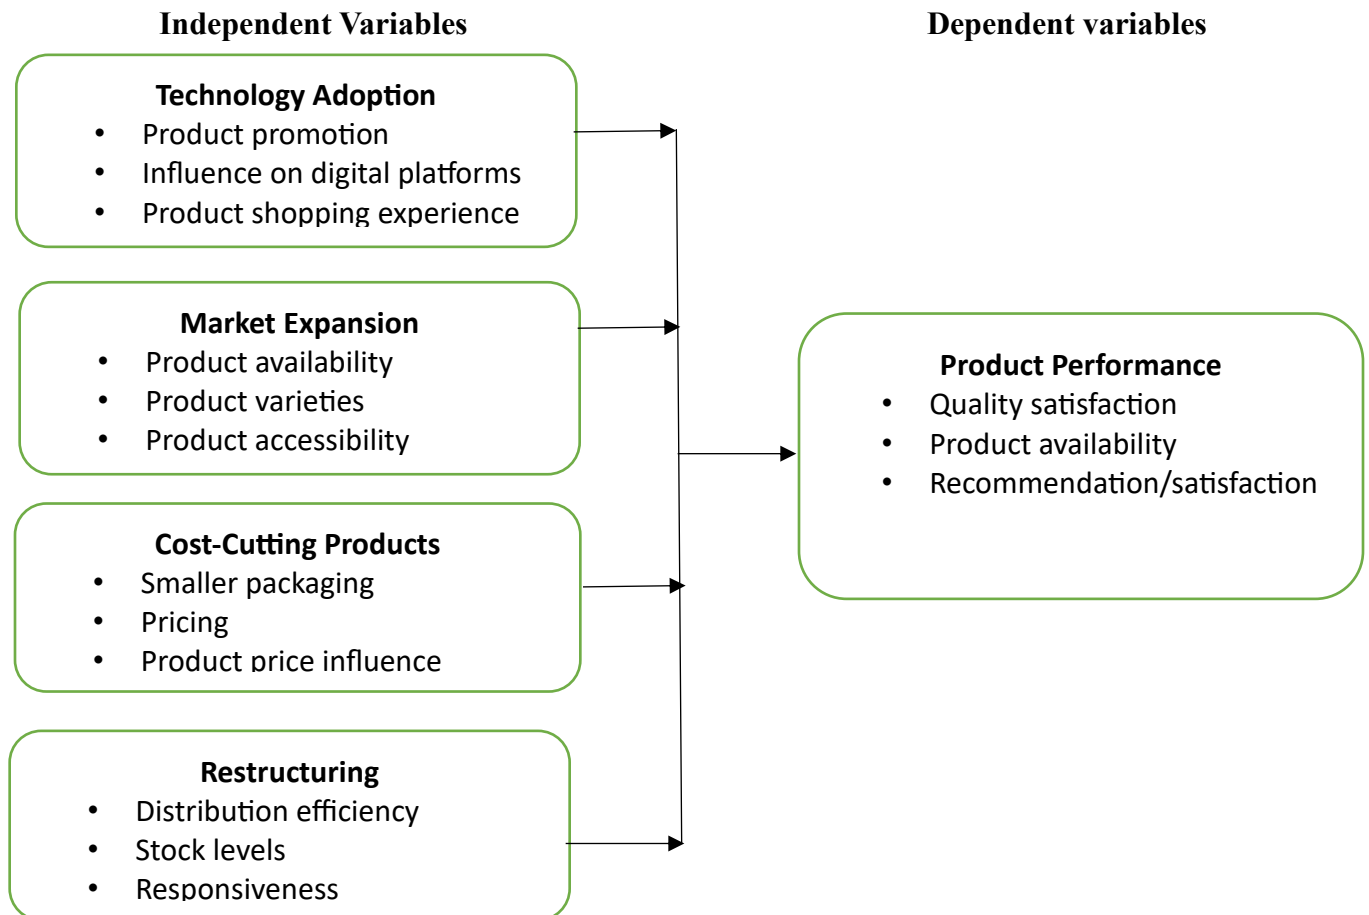 Independent Variables
Dependent variables
Technology Adoption
• Product promotion
• Influence on digital platforms
• Product shopping experience
Market Expansion
• Product availability
• Product varieties
• Product accessibility
Cost-Cutting Products
• Smaller packaging
• Pricing
• Product price influence
Restructuring
• Distribution efficiency
• Stock levels
• Responsiveness
Product Performance
• Quality satisfaction
• Product availability
• Recommendation/satisfaction